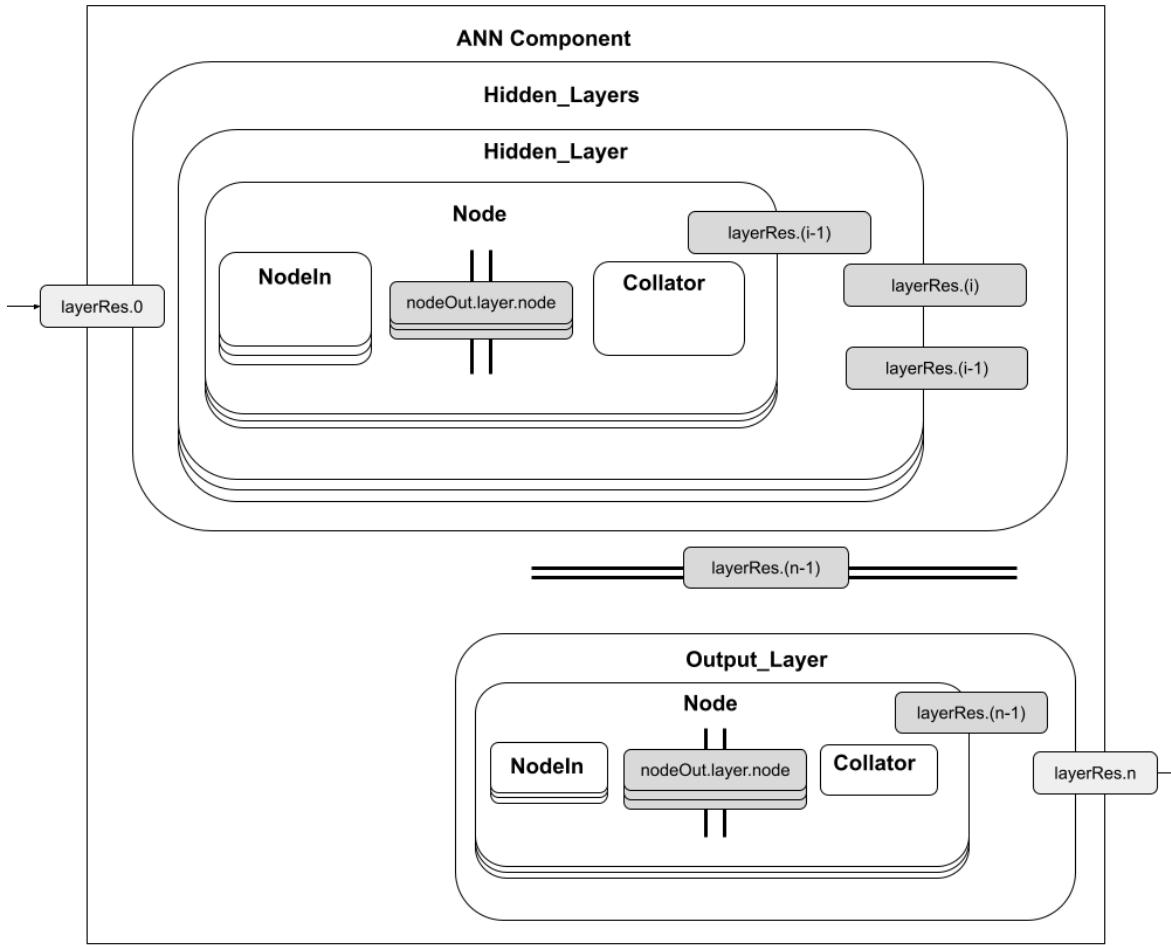 ANN Component
Hidden_Layers
Hidden_Layer
Node
layerRes.(i-1)
NodeIn
Collator
layerRes.(i)
layerRes.0
nodeOut.layer.node
layerRes.(i-1)
layerRes.(n-1)
Output_Layer
Node
layerRes.(n-1)
NodeIn
nodeOut.layer.node
Collator
layerRes.n